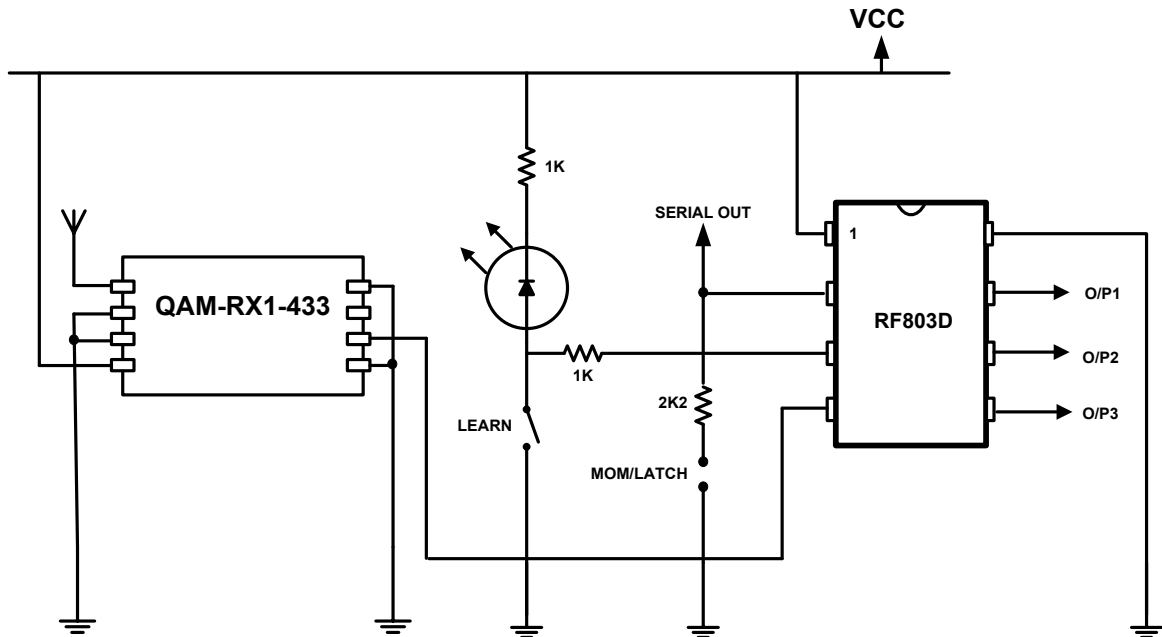 VCC
1K
SERIAL OUT
1
QAM-RX1-433
RF803D
O/P1
O/P2
1K
2K2
O/P3
LEARN
MOM/LATCH